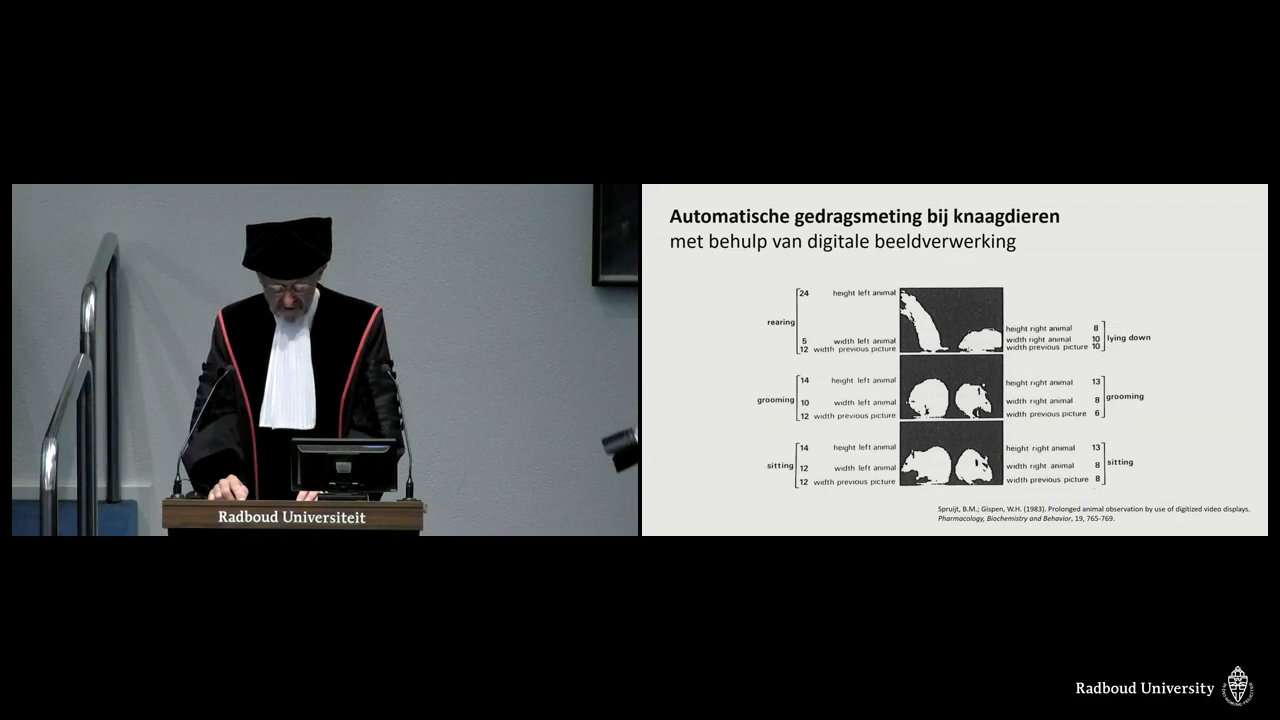 Automatische gedragsmeting bij knaagdieren
met behulp van digitale beeldverwerking
24 height left animal
rearing
5 width left animal
12 width previous picture
height right animal 8
width right animal 10
width previous picture 10
lying down
14 height left animal
grooming
10 width left animal
12 width previous picture
height right animal 13
width right animal 8
grooming
width previous picture 6
14 height left animal
sitting
12 width left animal
12 width previous picture
height right animal 13
width right animal 8
sitting
width previous picture 8
Spruijt, B.M.; Gispen, W.H. (1983). Prolonged animal observation by use of digitized video displays.
Pharmacology, Biochemistry and Behavior, 19, 765-769.
Radboud Universiteit
Radboud University